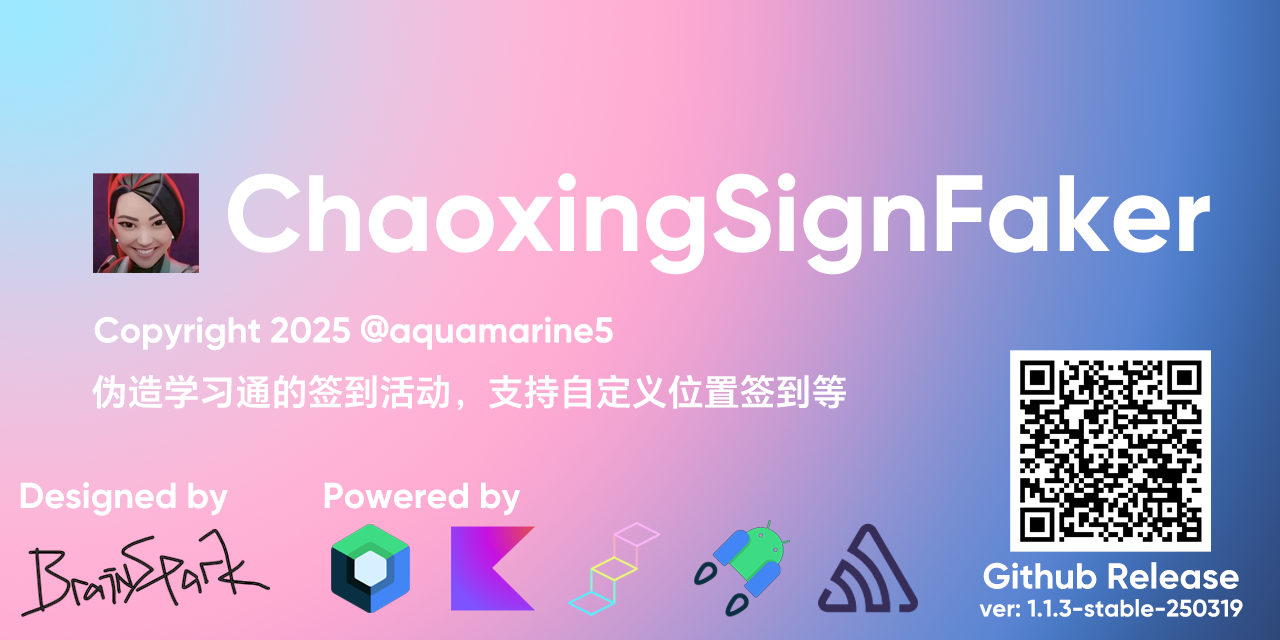 ChaoxingSignFaker
Copyright 2025 @aquamarine5
伪造学习通的签到活动，支持自定义位置签到等
Designed by
BrainSpark
Powered by
Github Release
ver: 1.1.3-stable-250319